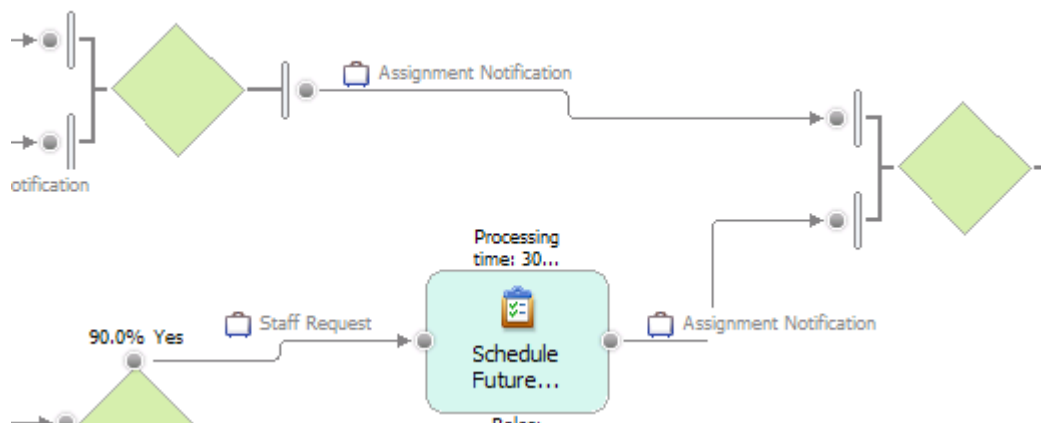 Assignment Notification
otification
Processing
time: 30...
Staff Request
90.0% Yes
Assignment Notification
Schedule
Future...